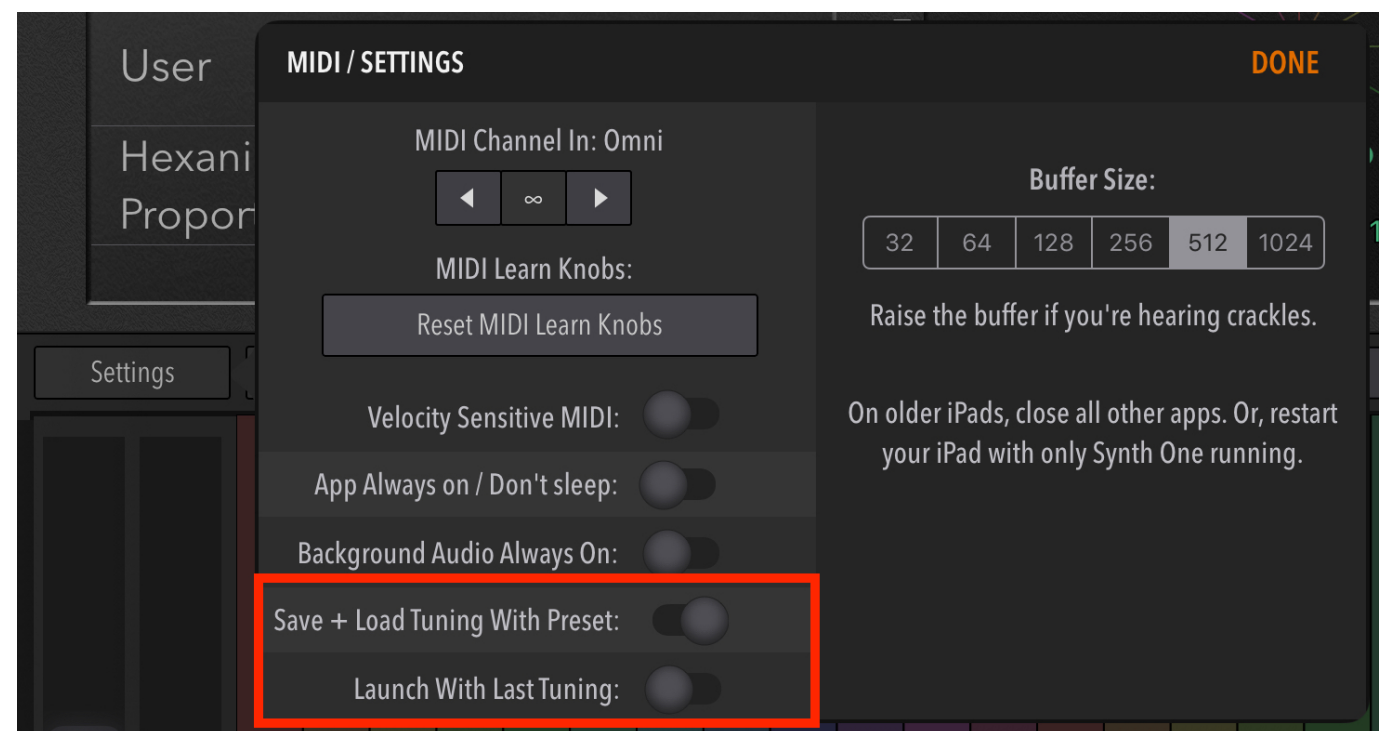 User
Hexani
Propor
Settings
MIDI / SETTINGS
DONE
MIDI Channel In: Omni
∞
MIDI Learn Knobs:
Reset MIDI Learn Knobs
Velocity Sensitive MIDI:
App Always on / Don't sleep:
Background Audio Always On:
Save + Load Tuning With Preset:
Launch With Last Tuning:
Buffer Size:
32 64 128 256 512 1024
Raise the buffer if you're hearing crackles.
On older iPads, close all other apps. Or, restart
your iPad with only Synth One running.